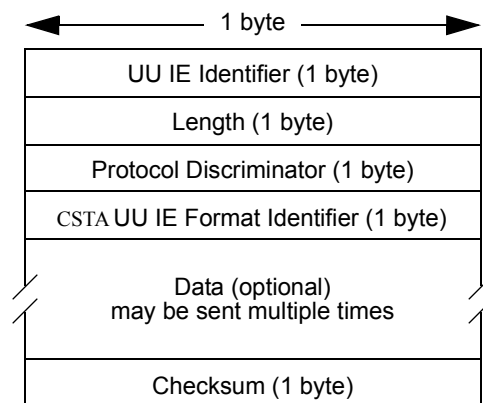 1 byte
UU IE Identifier (1 byte)
Length (1 byte)
Protocol Discriminator (1 byte)
CSTA UU IE Format Identifier (1 byte)
Data (optional)
may be sent multiple times
Checksum (1 byte)